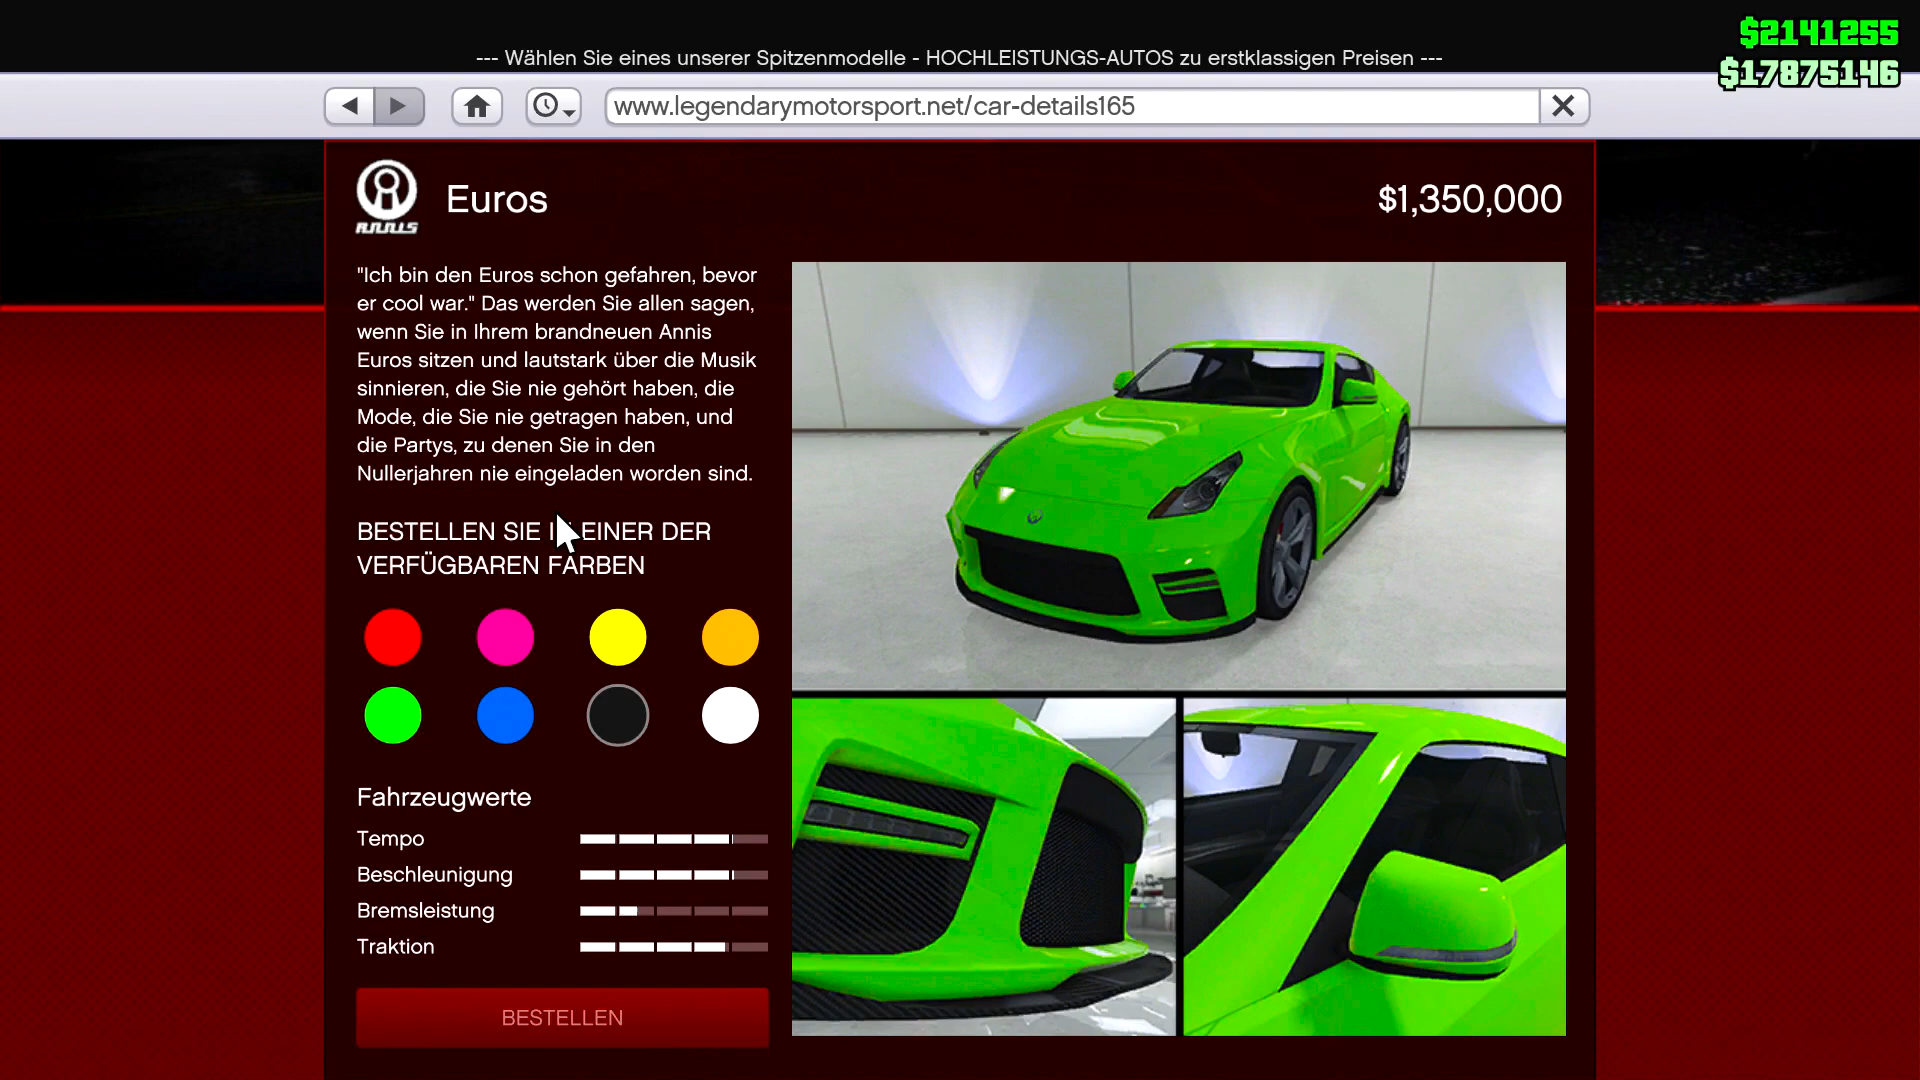 $2141255
--- Wählen Sie eines unserer Spitzenmodelle - HOCHLEISTUNGS-AUTOS zu erstklassigen Preisen ---
$17875146
www.legendarymotorsport.net/car-details165
ANNIS
Euros
$1,350,000
"Ich bin den Euros schon gefahren, bevor
er cool war." Das werden Sie allen sagen,
wenn Sie in Ihrem brandneuen Annis
Euros sitzen und lautstark über die Musik
sinnieren, die Sie nie gehört haben, die
Mode, die Sie nie getragen haben, und
die Partys, zu denen Sie in den
Nullerjahren nie eingeladen worden sind.
BESTELLEN SIE IN EINER DER
VERFÜGBAREN FARBEN
Fahrzeugwerte
Tempo
Beschleunigung
Bremsleistung
Traktion
BESTELLEN